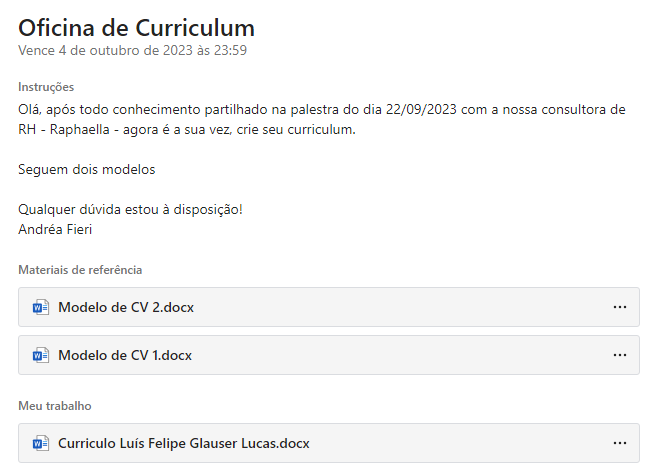 Oficina de Curriculum
Vence 4 de outubro de 2023 às 23:59
Instruções
Olá, após todo conhecimento partilhado na palestra do dia 22/09/2023 com a nossa consultora de
RH - Raphaella - agora é a sua vez, crie seu curriculum.
Seguem dois modelos
Qualquer dúvida estou à disposição!
Andréa Fieri
Materiais de referência
Modelo de CV 2.docx
Modelo de CV 1.docx
Meu trabalho
Curriculo Luís Felipe Glauser Lucas.docx